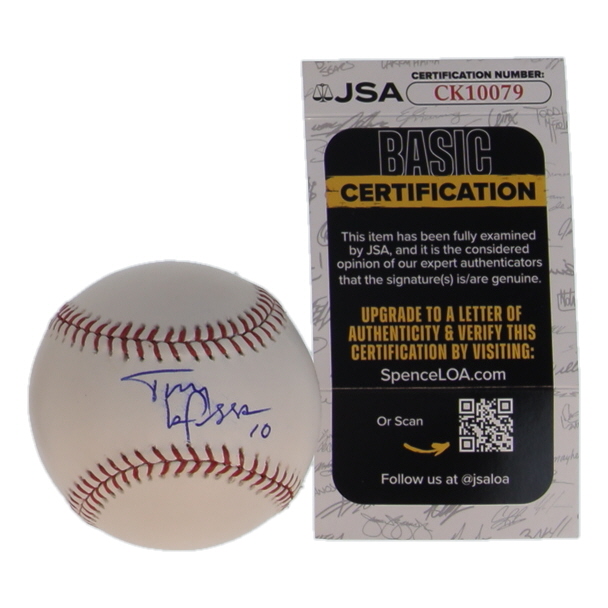 CERTIFICATION NUMBER:
JSA CK10079
BASIC
CERTIFICATION
This item has been fully examined
by JSA, and it is the considered
opinion of our expert authenticators
that the signature(s) is/are genuine.
UPGRADE TO A LETTER OF
AUTHENTICITY & VERIFY THIS
CERTIFICATION BY VISITING:
SpenceLOA.com
Or Scan
Follow us at @jsaloa
Tony
10